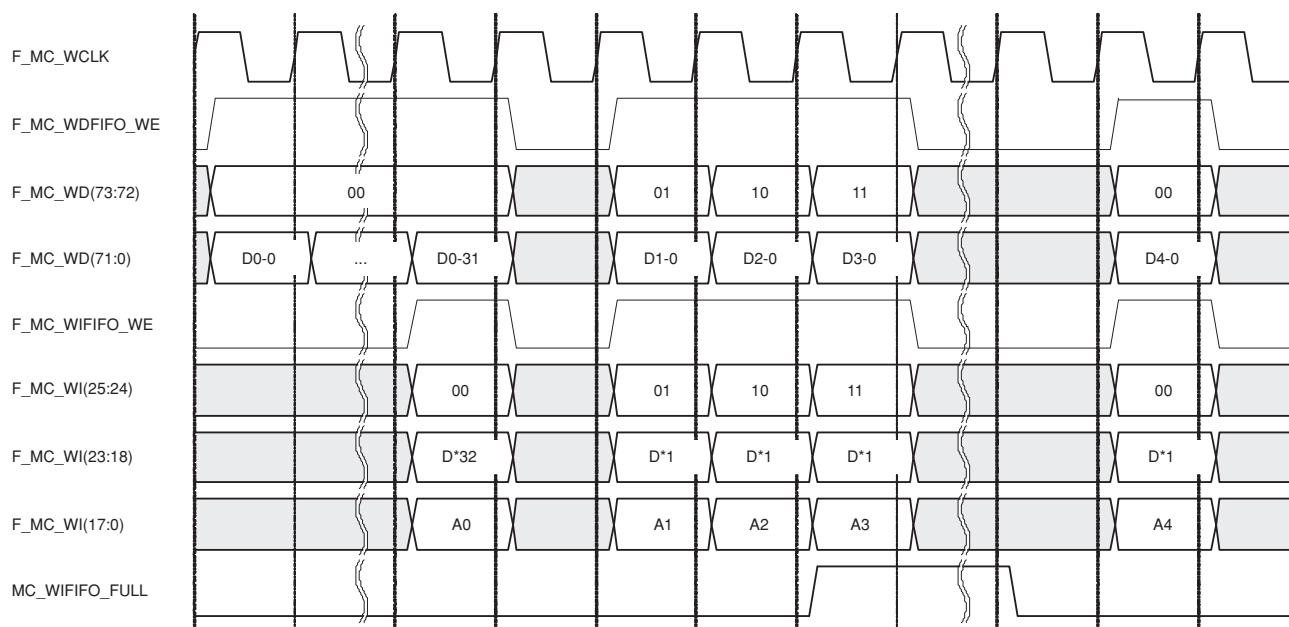 F_MC_WCLK
F_MC_WDFIFO_WE
F_MC_WD(73:72) 00 01 10 11 00
F_MC_WD(71:0) D0-0 ... D0-31 D1-0 D2-0 D3-0 D4-0
F_MC_WIFIFO_WE
F_MC_WI(25:24) 00 01 10 11 00
F_MC_WI(23:18) D*32 D*1 D*1 D*1 D*1
F_MC_WI(17:0) A0 A1 A2 A3 A4
MC_WIFIFO_FULL